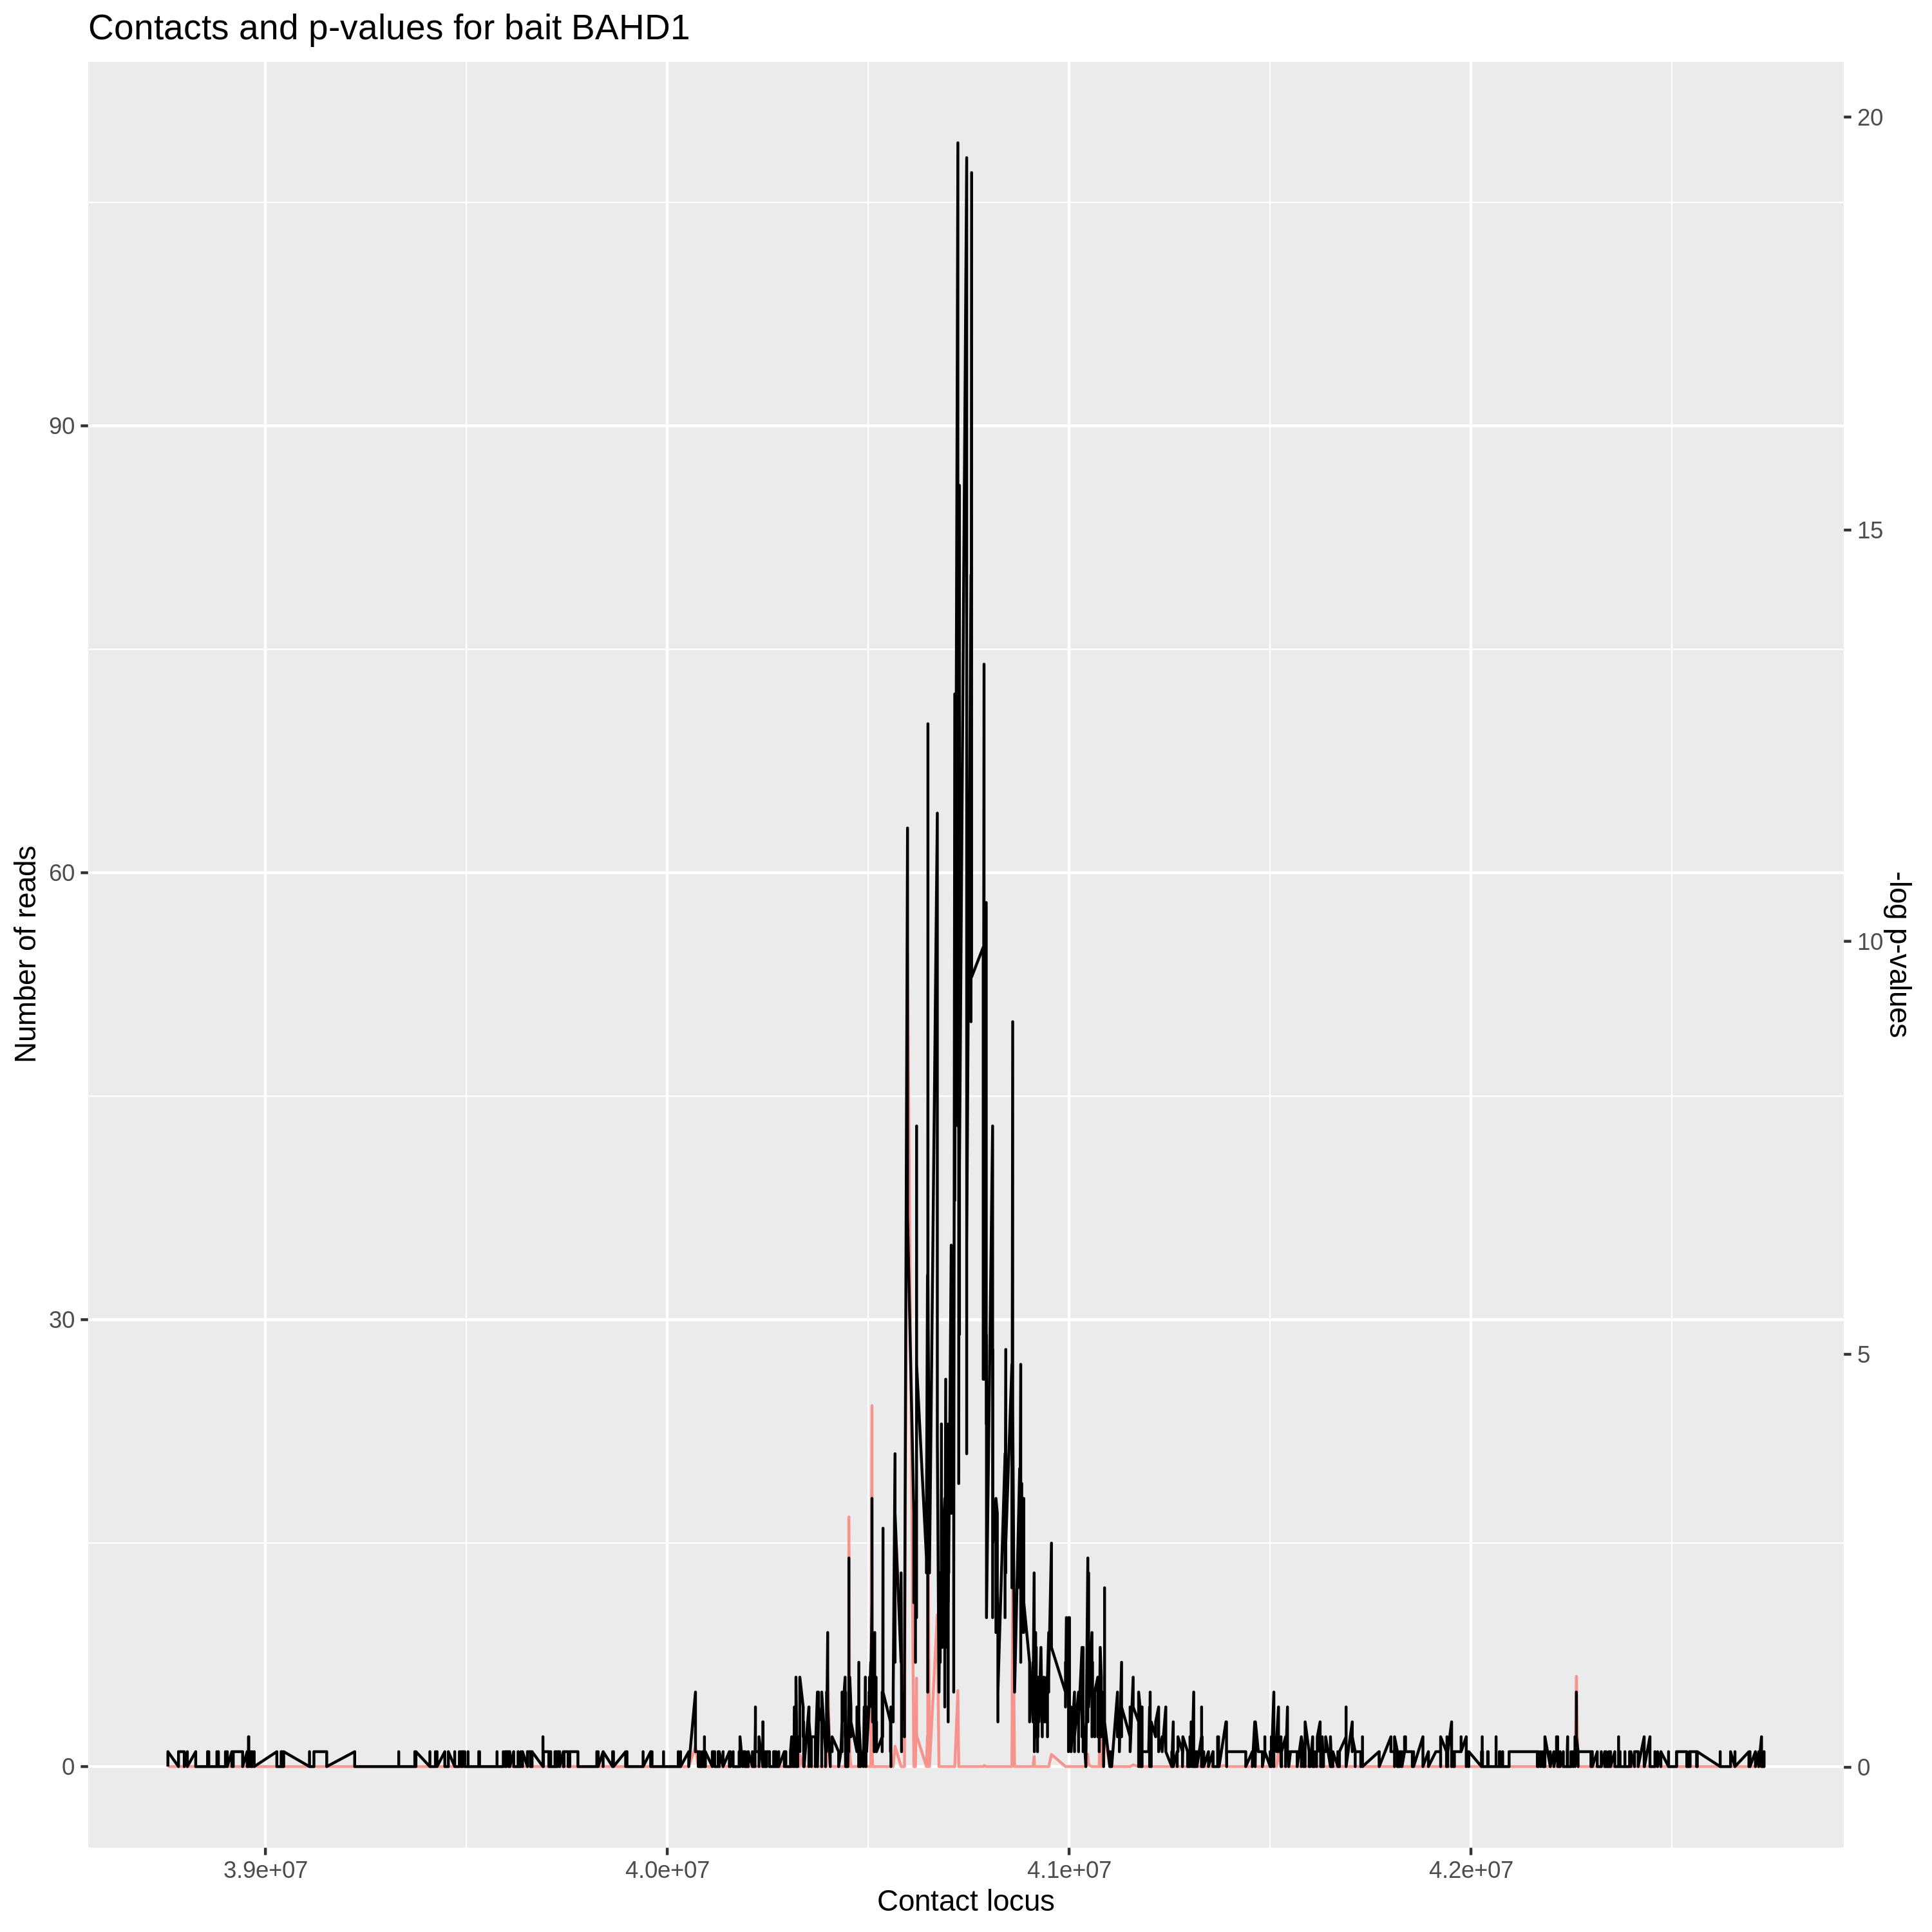 Contacts and p-values for bait BAHD1
20
15
10
5
0
90
60
30
0
Number of reads
-log p-values
3.9e+07 4.0e+07 4.1e+07 4.2e+07
Contact locus